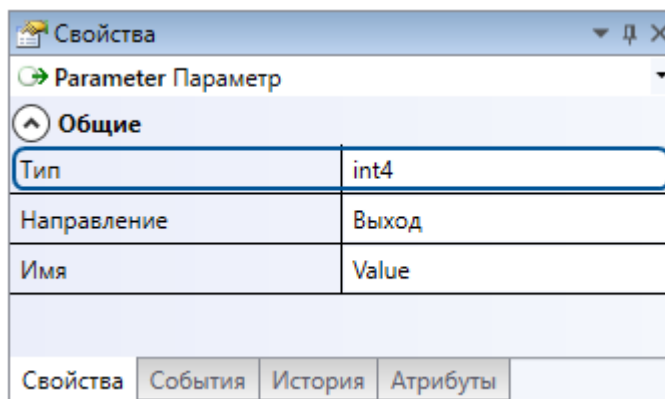 Свойства
Parameter Параметр
Общие
Тип int4
Направление Выход
Имя Value
Свойства События История Атрибуты